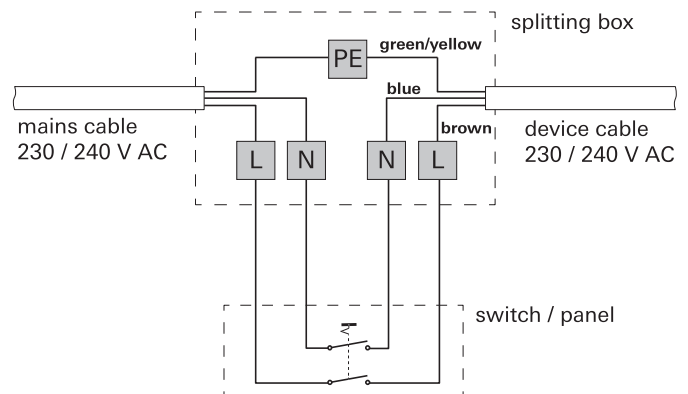 splitting box
green/yellow
PE
blue
mains cable
230 / 240 V AC
brown
device cable
230 / 240 V AC
L
N
N
L
switch / panel